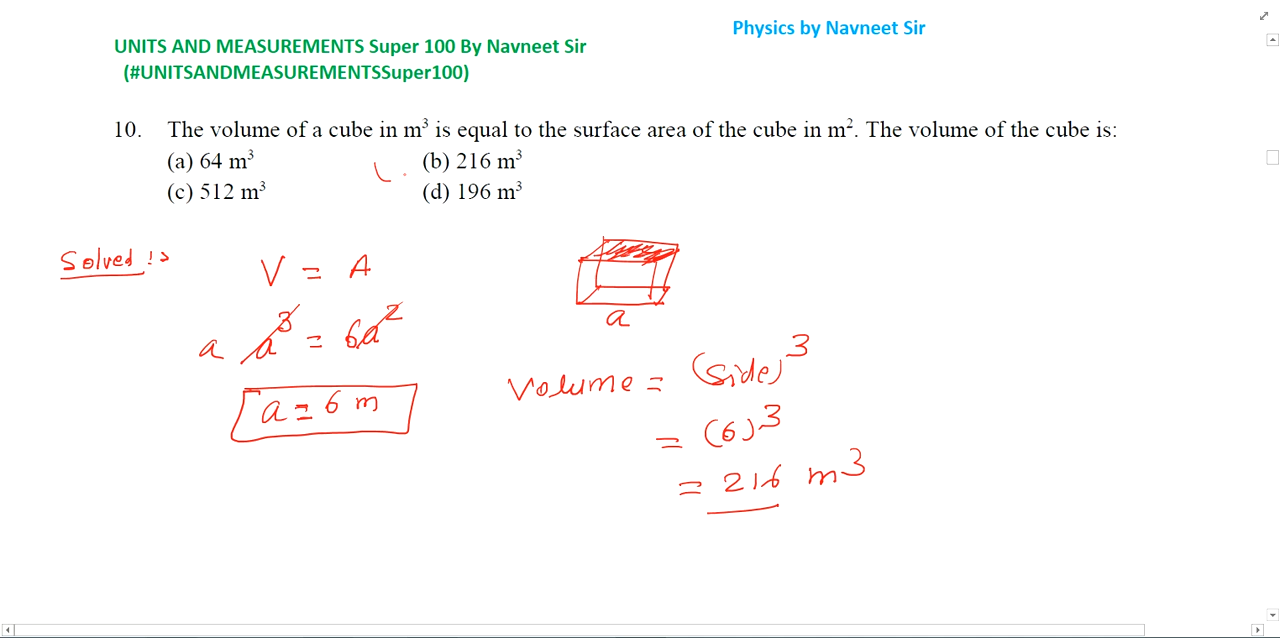 Physics by Navneet Sir
UNITS AND MEASUREMENTS Super 100 By Navneet Sir
(#UNITSANDMEASUREMENTSSuper100)
10. The volume of a cube in m³ is equal to the surface area of the cube in m². The volume of the cube is:
(a) 64 m³ (b) 216 m³
(c) 512 m³ (d) 196 m³
Solved :>
V = A
a a³ = 6a²
a = 6 m
a
Volume = (side)³
= (6)³
= 216 m³